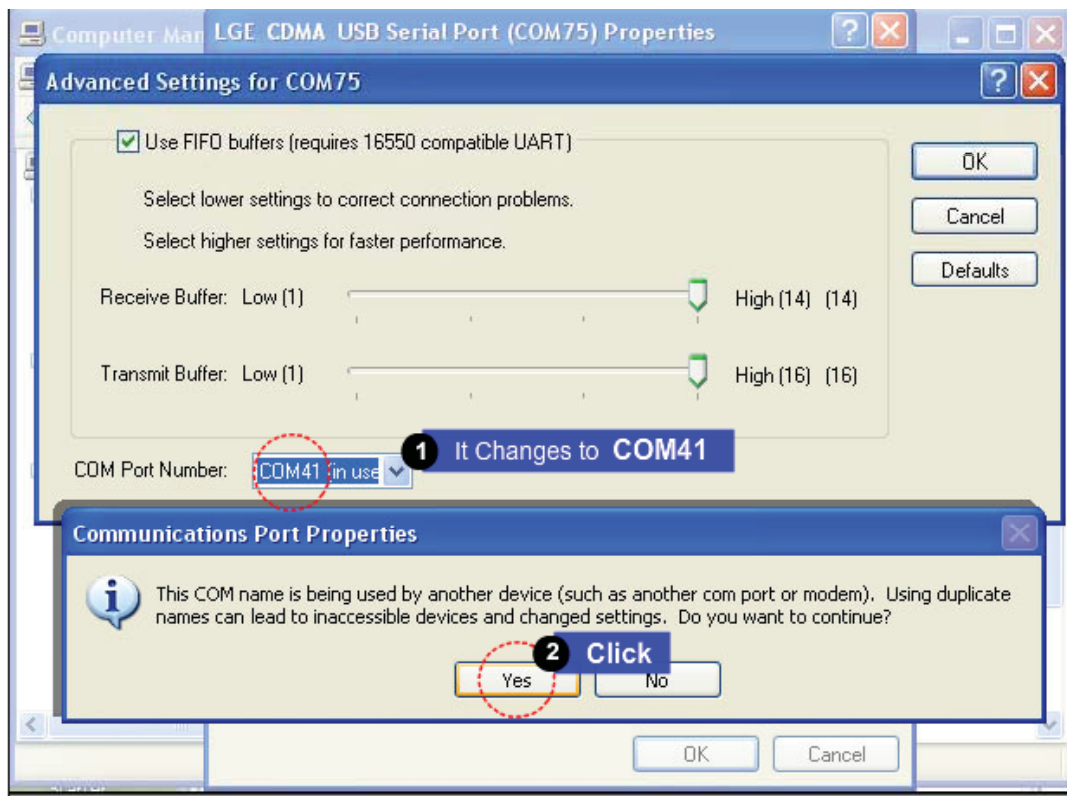 Computer Man
LGE CDMA USB Serial Port (COM75) Properties
Advanced Settings for COM75
Use FIFO buffers (requires 16550 compatible UART)
OK
Select lower settings to correct connection problems.
Cancel
Select higher settings for faster performance.
Defaults
Receive Buffer: Low (1) High (14) (14)
Transmit Buffer: Low (1) High (16) (16)
1 It Changes to COM41
COM Port Number: COM41 (in use
Communications Port Properties
This COM name is being used by another device (such as another com port or modem). Using duplicate
names can lead to inaccessible devices and changed settings. Do you want to continue?
2 Click
Yes No
OK Cancel